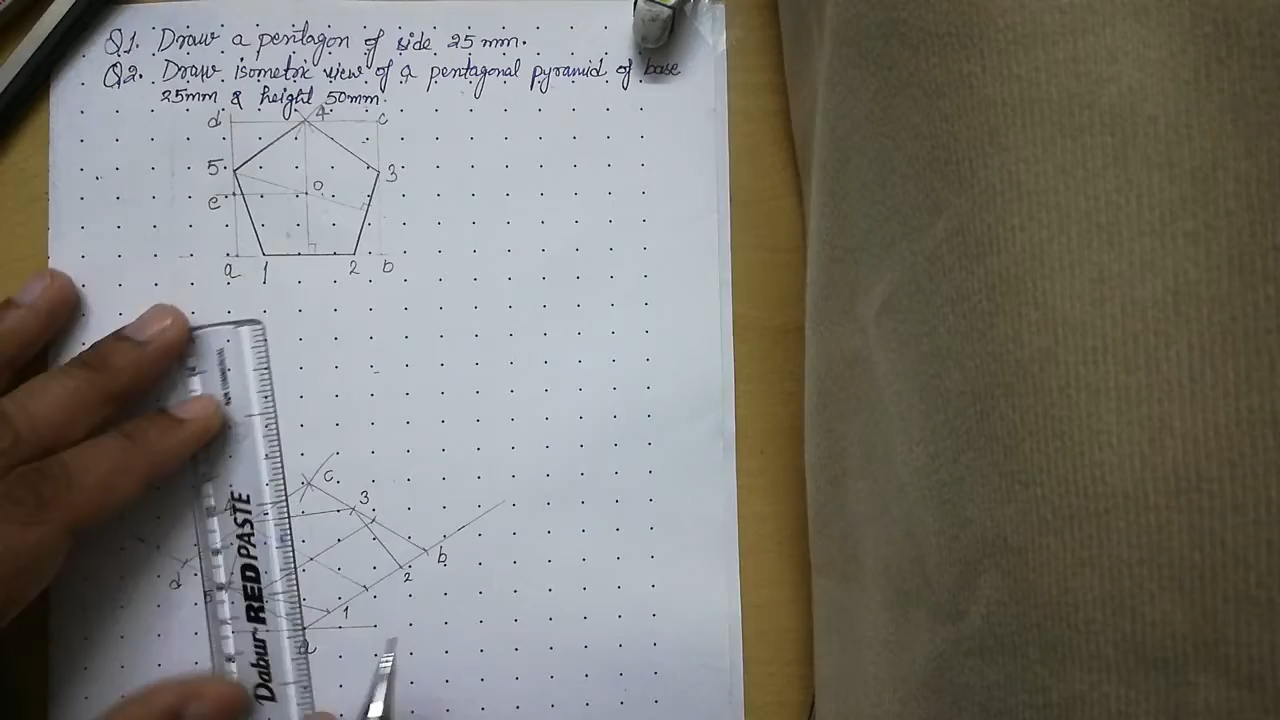 Q1. Draw a pentagon of side 25 mm.
Q2. Draw isometric view of a pentagonal pyramid of base
25mm & height 50mm.
d 4 c
5 3
e o
a 1 2 b
c
3
b
2
d
1
a
Dabur RED PASTE